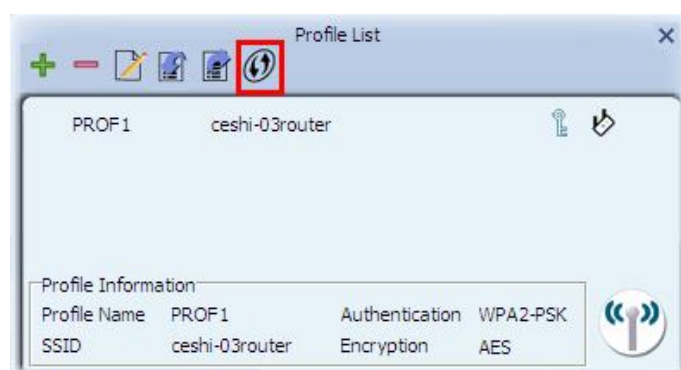 Profile List
PROF1 ceshi-03router
Profile Information
Profile Name PROF1 Authentication WPA2-PSK
SSID ceshi-03router Encryption AES